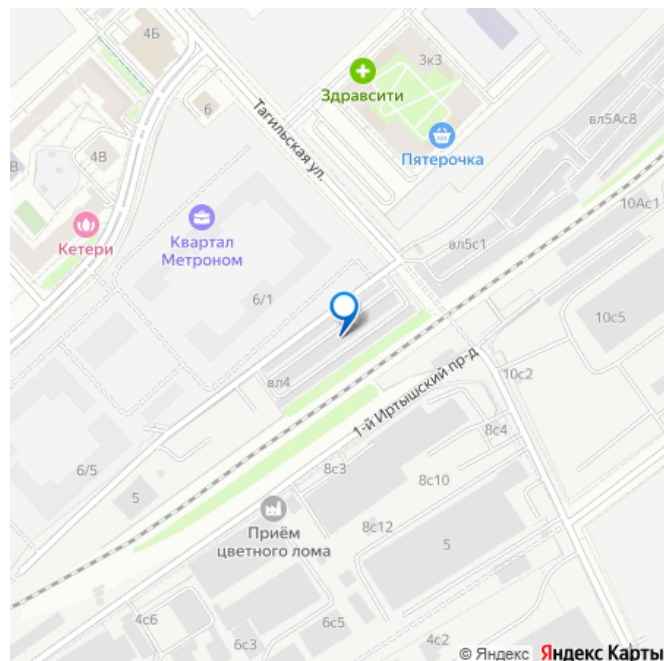 4Б
3к3
Здравсити
6
Тагильская ул.
вл5Ас8
Пятерочка
4В
В
10Ас1
Кетери
Квартал
Метроном
вл5с1
6/1
10с5
вл4
1-й Иртышский пр-д
10с2
8с4
6/5
8с3
8с10
5
Приём
цветного лома
8с12
5
4с6
6с5
6с3
4с2
© Яндекс Яндекс Карты